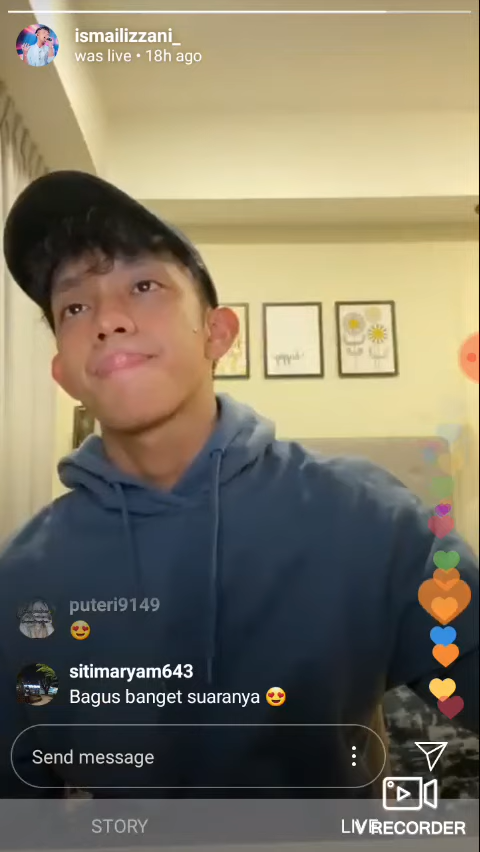 ismailizzani_
was live • 18h ago
puteri9149
😍
sitimaryam643
Bagus banget suaranya 😍
Send message
STORY
LIVE
V RECORDER